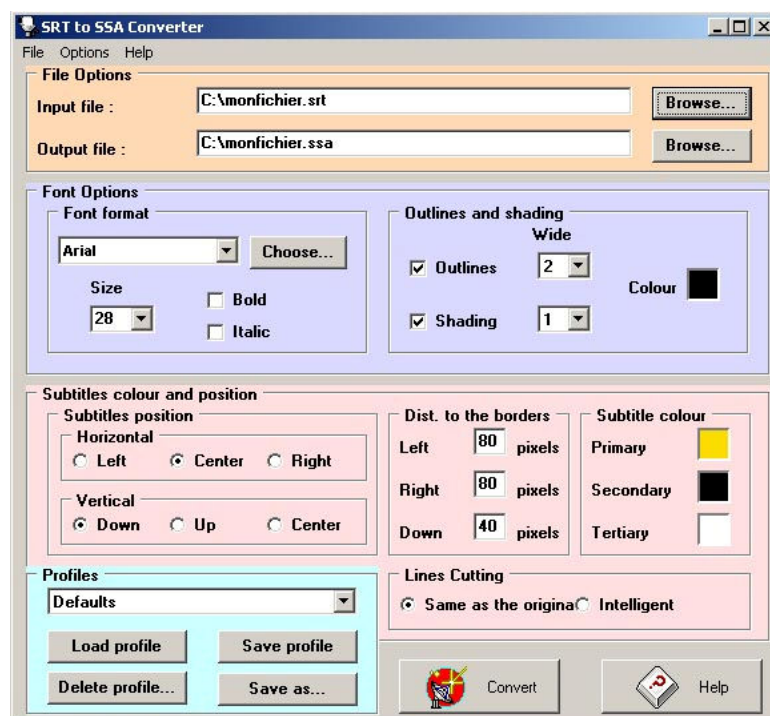 SRT to SSA Converter
File Options Help
File Options
Input file : C:\monfichier.srt Browse...
Output file : C:\monfichier.ssa Browse...
Font Options
Font format
Arial Choose...
Size
28
Bold
Italic
Outlines and shading
Wide
Outlines 2
Colour
Shading 1
Subtitles colour and position
Subtitles position
Horizontal
Left Center Right
Vertical
Down Up Center
Dist. to the borders
Left 80 pixels
Right 80 pixels
Down 40 pixels
Subtitle colour
Primary
Secondary
Tertiary
Profiles
Defaults
Load profile Save profile
Delete profile... Save as...
Lines Cutting
Same as the origina Intelligent
Convert Help